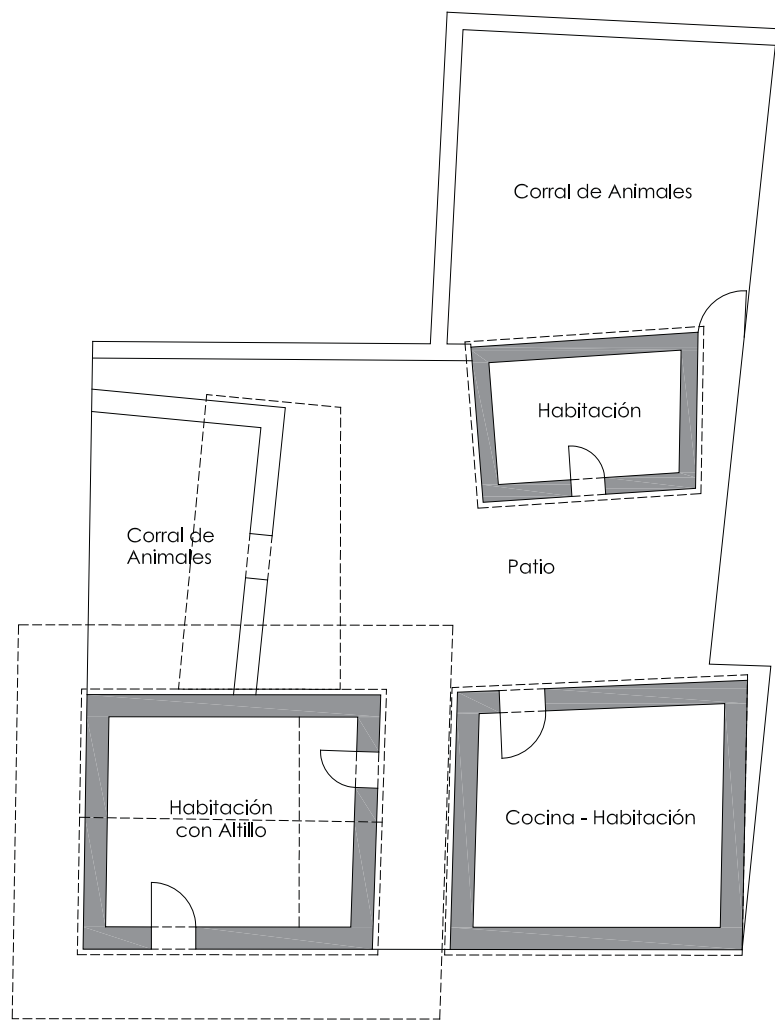 Corral de Animales
Habitación
Corral de
Animales
Patio
Habitación
con Altillo
Cocina - Habitación